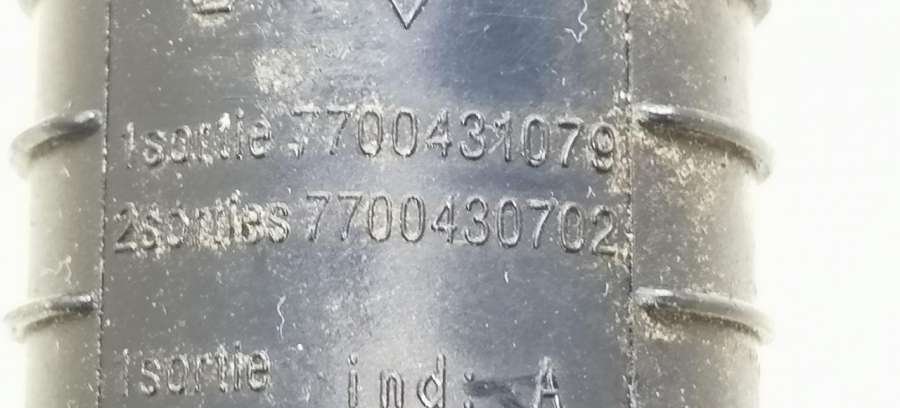 1sortie 7700431079
2sorties 7700430702
1sortie ind: A